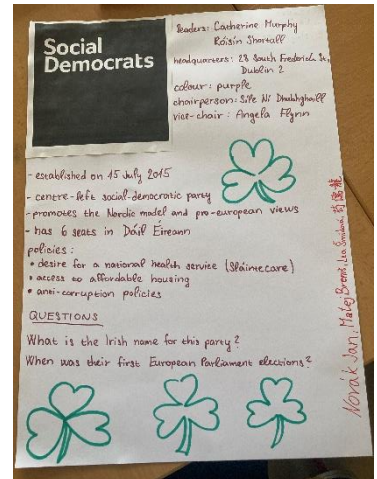 Social
Democrats
leaders: Catherine Murphy
Róisín Shortall
headquarters: 28 South Frederick St,
Dublin 2
colour: purple
chairperson: Síle Ní Dhubhghaill
vice-chair: Angela Flynn
- established on 15 July 2015
- centre-left social-democratic party
- promotes the Nordic model and pro-european views
- has 6 seats in Dáil Éireann
policies:
• desire for a national health service (Sláintecare)
• access to affordable housing
• anti-corruption policies
QUESTIONS
What is the Irish name for this party?
When was their first European Parliament elections?
Novák Jan, Matěj Breně, Lea